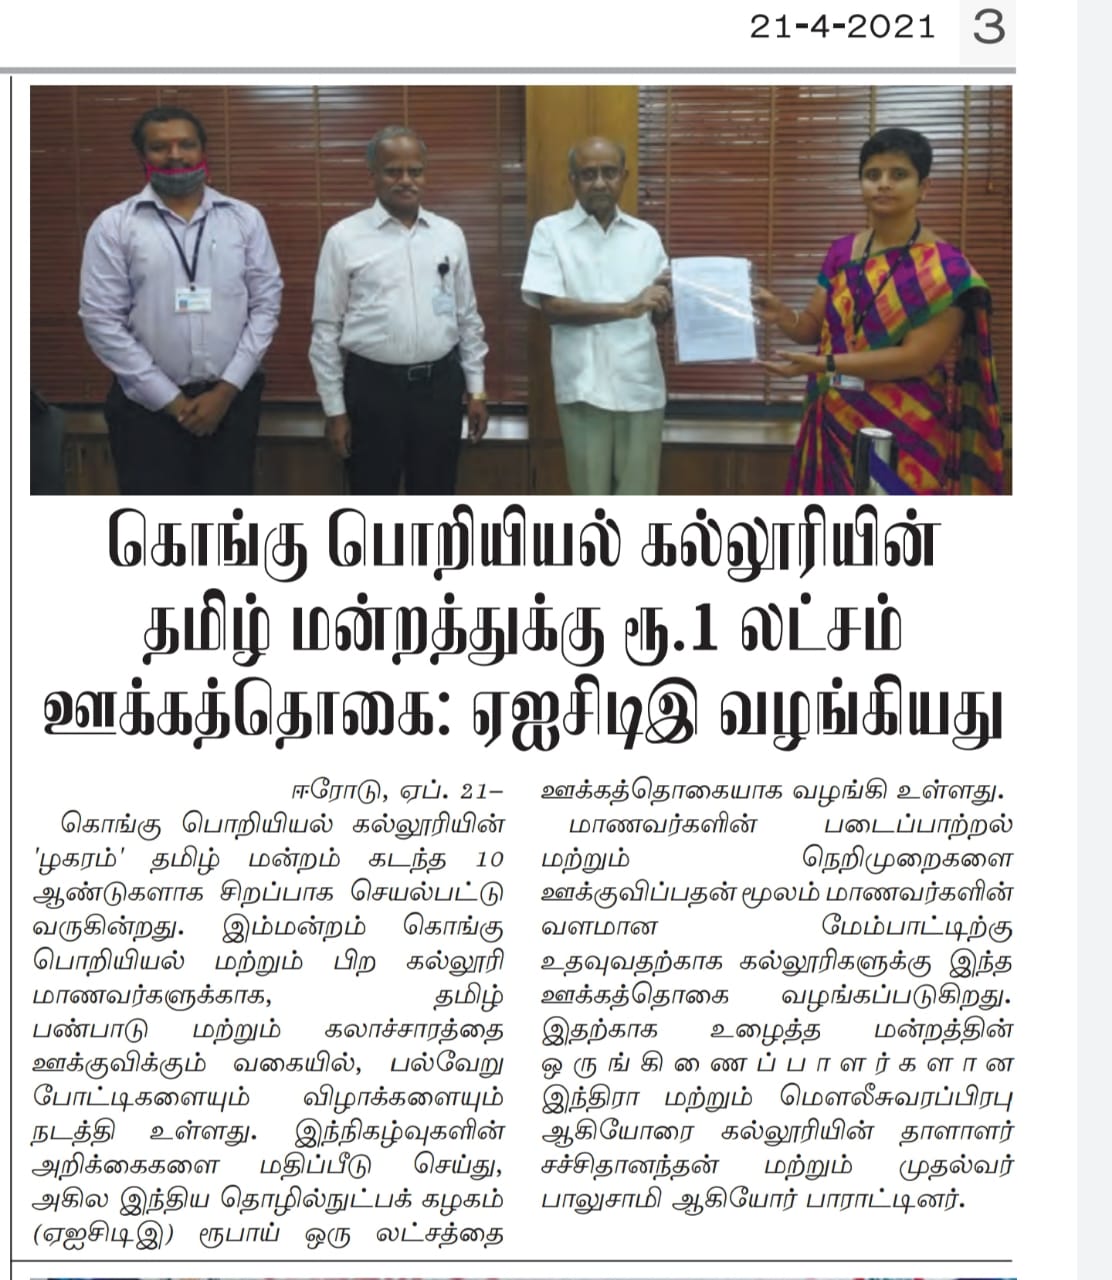 21-4-2021 3
கொங்கு பொறியியல் கல்லூரியின்
தமிழ் மன்றத்துக்கு ரூ.1 லட்சம்
ஊக்கத்தொகை: ஏஐசிடிஇ வழங்கியது
ஈரோடு, ஏப். 21–
கொங்கு பொறியியல் கல்லூரியின்
'ழகரம்' தமிழ் மன்றம் கடந்த 10
ஆண்டுகளாக சிறப்பாக செயல்பட்டு
வருகின்றது. இம்மன்றம் கொங்கு
பொறியியல் மற்றும் பிற கல்லூரி
மாணவர்களுக்காக, தமிழ்
பண்பாடு மற்றும் கலாச்சாரத்தை
ஊக்குவிக்கும் வகையில், பல்வேறு
போட்டிகளையும் விழாக்களையும்
நடத்தி உள்ளது. இந்நிகழ்வுகளின்
அறிக்கைகளை மதிப்பீடு செய்து,
அகில இந்திய தொழில்நுட்பக் கழகம்
(ஏஐசிடிஇ) ரூபாய் ஒரு லட்சத்தை
ஊக்கத்தொகையாக வழங்கி உள்ளது.
மாணவர்களின் படைப்பாற்றல்
மற்றும் நெறிமுறைகளை
ஊக்குவிப்பதன் மூலம் மாணவர்களின்
வளமான மேம்பாட்டிற்கு
உதவுவதற்காக கல்லூரிகளுக்கு இந்த
ஊக்கத்தொகை வழங்கப்படுகிறது.
இதற்காக உழைத்த மன்றத்தின்
ஒருங்கிணைப்பாளர்களான
இந்திரா மற்றும் மௌலீசுவரப்பிரபு
ஆகியோரை கல்லூரியின் தாளாளர்
சச்சிதானந்தன் மற்றும் முதல்வர்
பாலுசாமி ஆகியோர் பாராட்டினர்.